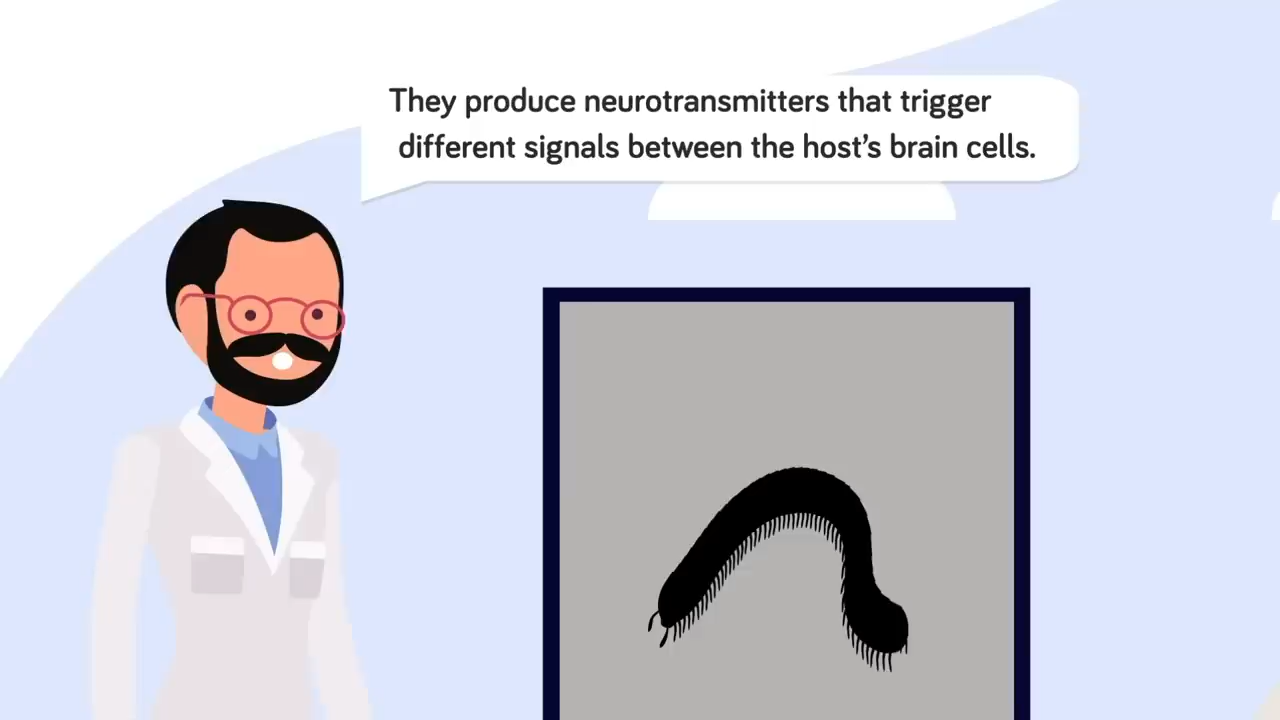 They produce neurotransmitters that trigger
different signals between the host’s brain cells.